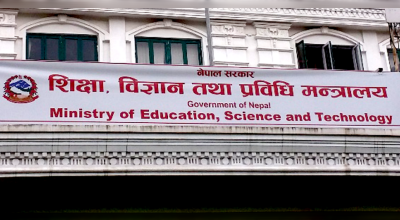 नेपाल सरकार
शिक्षा, विज्ञान तथा प्रविधि मन्त्रालय
Government of Nepal
Ministry of Education, Science and Technology